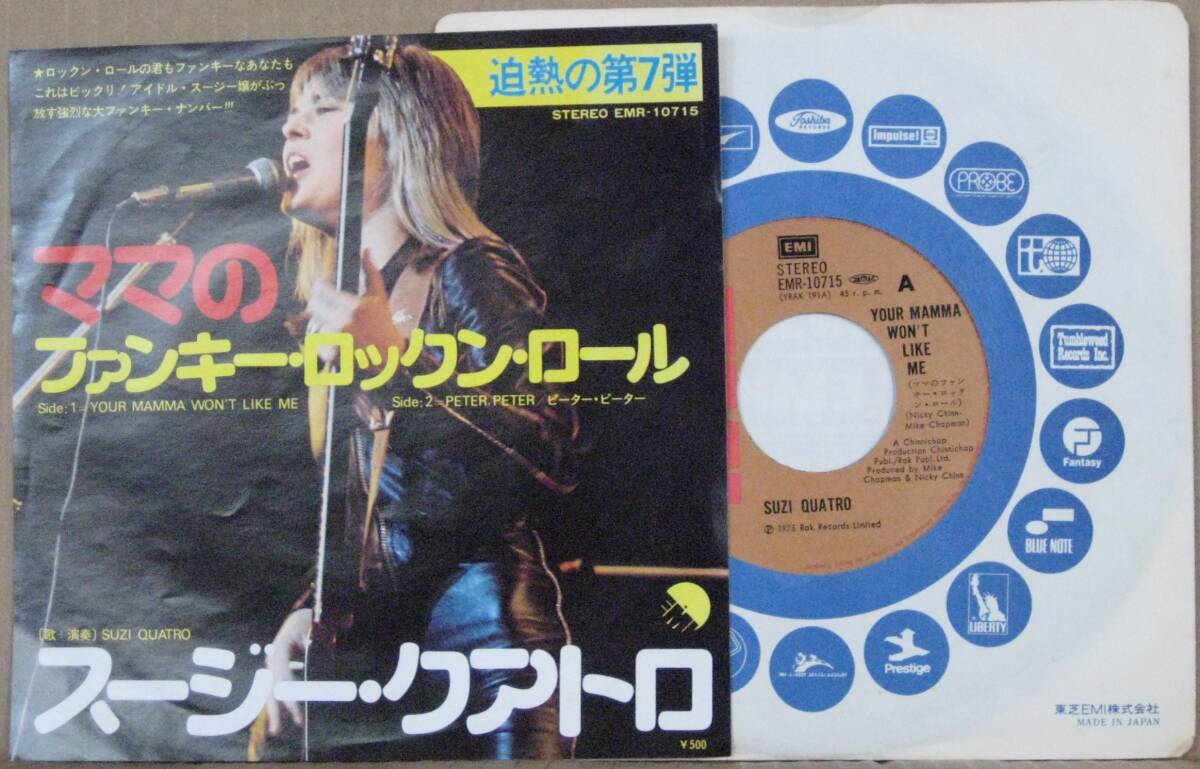 ★ロックン・ロールの君もファンキーなあなたも
これはビックリ!アイドル・スージー嬢がぶっ
放す強烈な大ファンキー・ナンバー!!!
迫熱の第7弾
STEREO EMR-10715
ママの
ファンキー・ロックン・ロール
Side:1=YOUR MAMMA WON'T LIKE ME
Side:2=PETER, PETER ピーター・ピーター
〔歌・演奏〕SUZI QUATRO
スージー・クアトロ
¥500
Toshiba
RECORDS
impulse!
PROBE
Tumbleweed
Records Inc.
Fantasy
BLUE NOTE
LIBERTY
Prestige
EMI
STEREO
EMR-10715
(YRAK 191A) 45 r.p.m.
A
YOUR MAMMA
WON'T
LIKE
ME
(ママのファン
キー・ロック
ン・ロール)
(Nicky Chinn-
Mike Chapman)
A Chinnichap
Production Chinnichap
Publ./Rak Publ. Ltd.
Produced by Mike
Chapman & Nicky Chinn
SUZI QUATRO
℗ 1975 Rak Records Limited
東芝EMI株式会社
MADE IN JAPAN